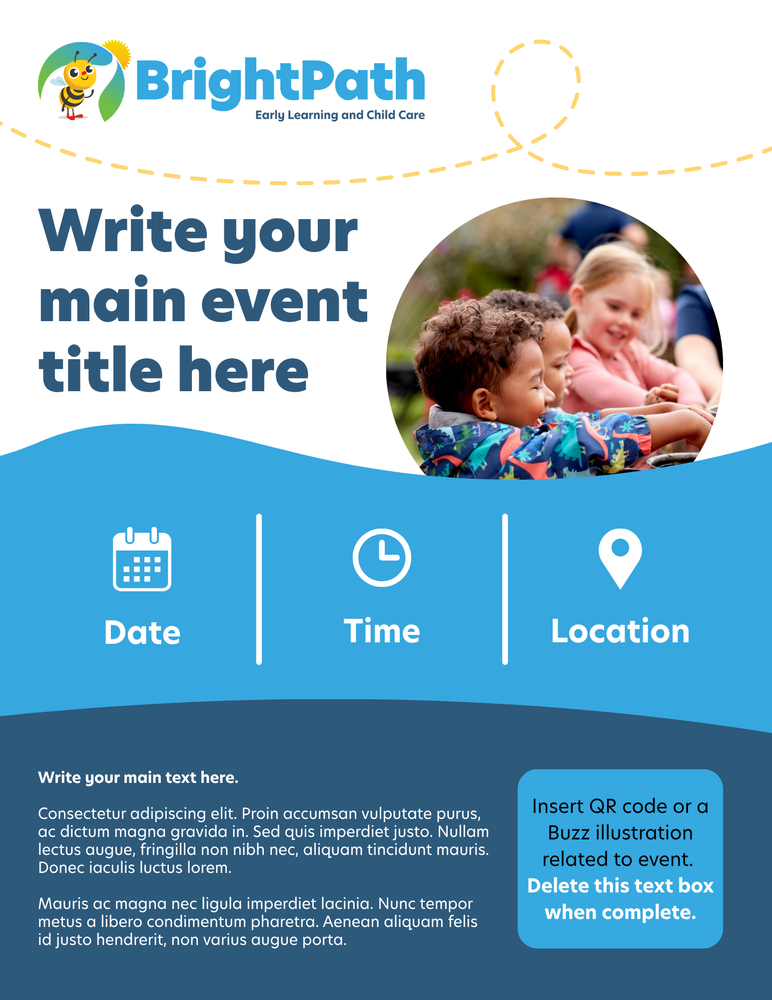 BrightPath
Early Learning and Child Care
Write your
main event
title here
Date
Time
Location
Write your main text here.
Consectetur adipiscing elit. Proin accumsan vulputate purus,
ac dictum magna gravida in. Sed quis imperdiet justo. Nullam
lectus augue, fringilla non nibh nec, aliquam tincidunt mauris.
Donec iaculis luctus lorem.
Mauris ac magna nec ligula imperdiet lacinia. Nunc tempor
metus a libero condimentum pharetra. Aenean aliquam felis
id justo hendrerit, non varius augue porta.
Insert QR code or a
Buzz illustration
related to event.
Delete this text box
when complete.